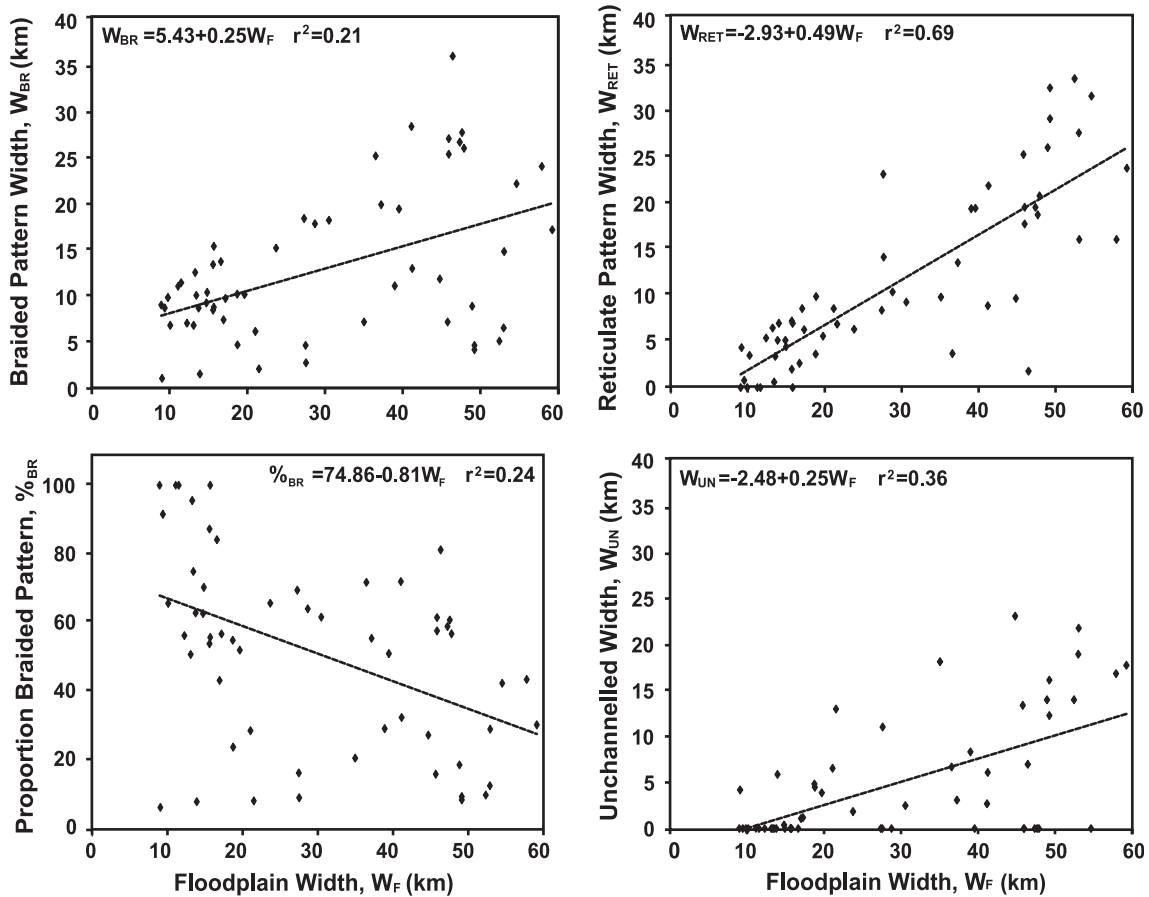 W_BR =5.43+0.25W_F r²=0.21
Braided Pattern Width, W_BR (km)
40
35
30
25
20
15
10
5
0
0 10 20 30 40 50 60
W_RET=-2.93+0.49W_F r²=0.69
Reticulate Pattern Width, W_RET (km)
40
35
30
25
20
15
10
5
0
0 10 20 30 40 50 60
%_BR =74.86-0.81W_F r²=0.24
Proportion Braided Pattern, %_BR
100
80
60
40
20
0
0 10 20 30 40 50 60
Floodplain Width, W_F (km)
W_UN=-2.48+0.25W_F r²=0.36
Unchannelled Width, W_UN (km)
40
35
30
25
20
15
10
5
0
0 10 20 30 40 50 60
Floodplain Width, W_F (km)